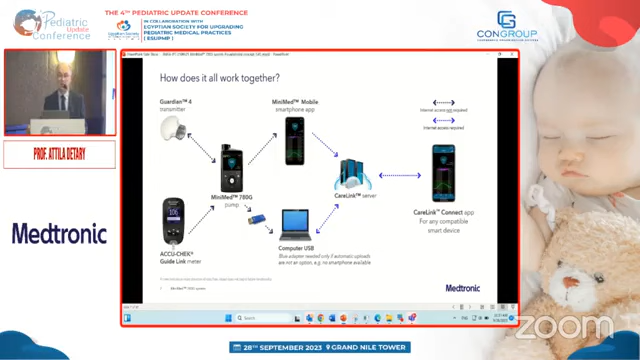 Pediatric
Update
Conference
THE 4TH PEDIATRIC UPDATE CONFERENCE
IN COLLABORATION WITH
EGYPTIAN SOCIETY FOR UPGRADING
PEDIATRIC MEDICAL PRACTICES
(ESUPMP)
CONGROUP
PROF. ATTILA DETARY
Medtronic
How does it all work together?
Guardian™ 4
transmitter
MiniMed™ Mobile
smartphone app
Internet access not required
Internet access required
MiniMed™ 780G
pump
CareLink™ server
CareLink™ Connect app
For any compatible
smart device
106
ACCU-CHEK®
Guide Link meter
Computer USB
Blue adapter needed only if automatic uploads
are not an option, e.g. no smartphone available
Medtronic
Search
zoom
28TH SEPTEMBER 2023
GRAND NILE TOWER